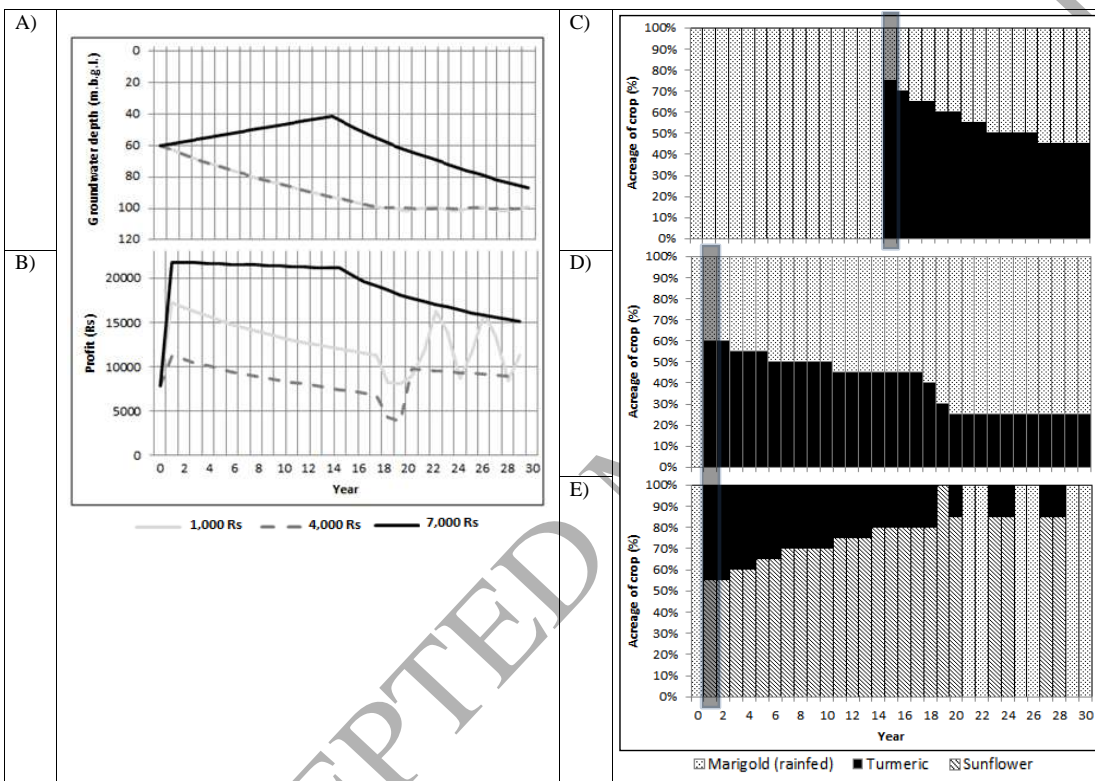 A)
Groundwater depth (m.b.g.l.)
0
20
40
60
80
100
120
B)
Profit (Rs)
20000
15000
10000
5000
0
0 2 4 6 8 10 12 14 16 18 20 22 24 26 28 30
Year
1,000 Rs 4,000 Rs 7,000 Rs
C)
Acreage of crop (%)
100%
90%
80%
70%
60%
50%
40%
30%
20%
10%
0%
D)
Acreage of crop (%)
100%
90%
80%
70%
60%
50%
40%
30%
20%
10%
0%
E)
Acreage of crop (%)
100%
90%
80%
70%
60%
50%
40%
30%
20%
10%
0%
0 2 4 6 8 10 12 14 16 18 20 22 24 26 28 30
Year
Marigold (rainfed) Turmeric Sunflower